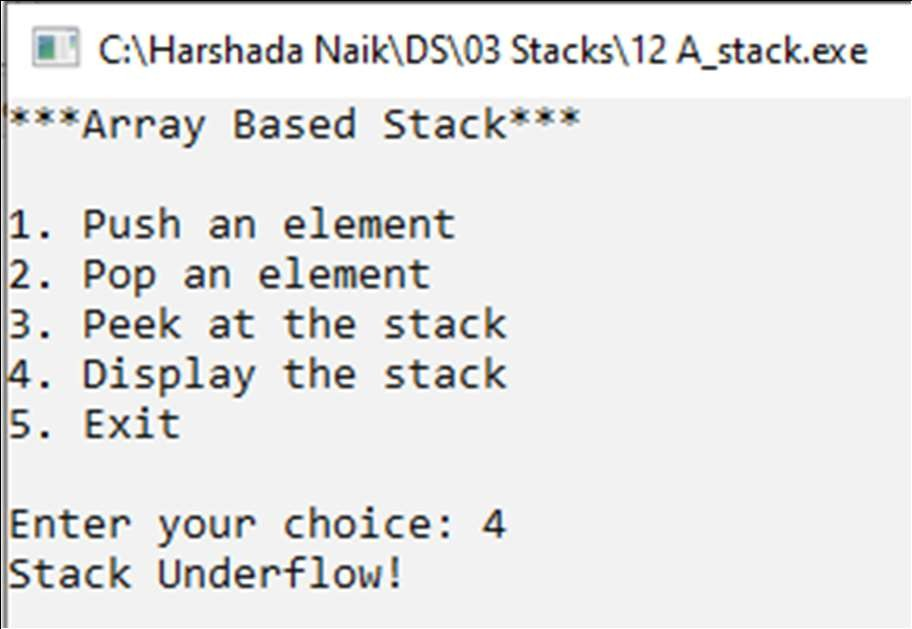 C:\Harshada Naik\DS\03 Stacks\12 A_stack.exe
***Array Based Stack***
1. Push an element
2. Pop an element
3. Peek at the stack
4. Display the stack
5. Exit
Enter your choice: 4
Stack Underflow!